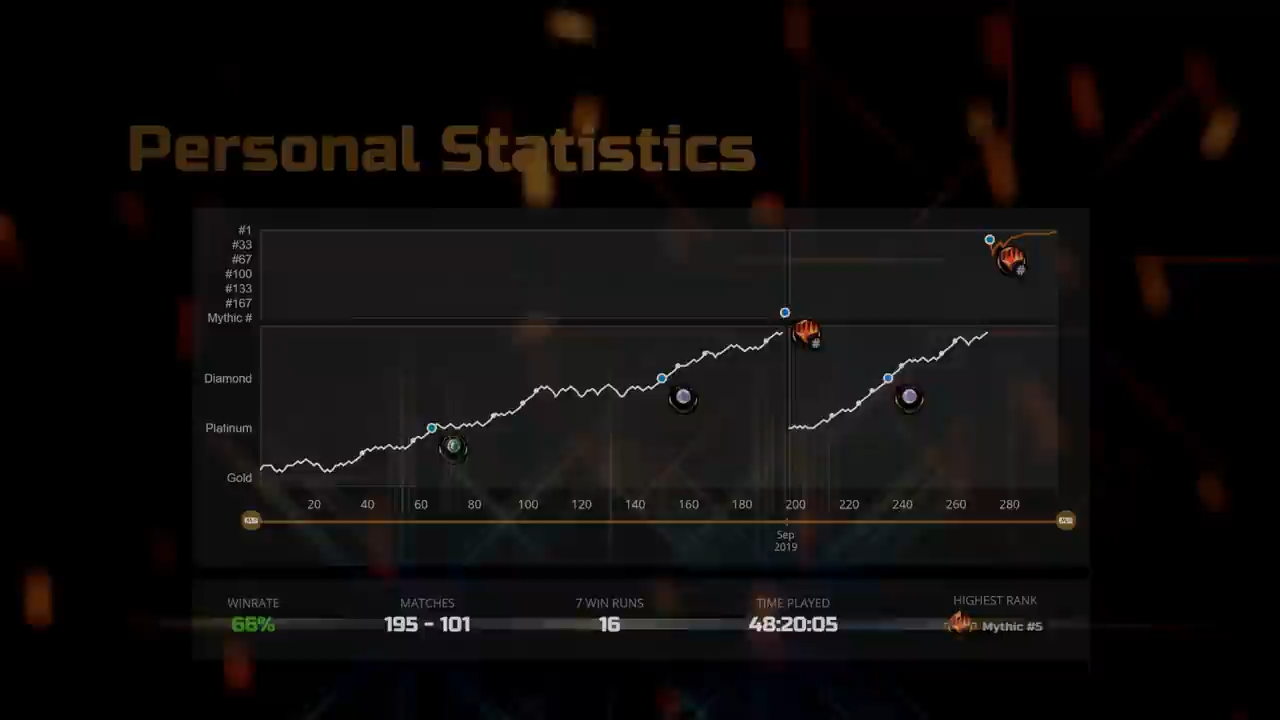 Personal Statistics
#1
#33
#67
#100
#133
#167
Mythic #
Diamond
Platinum
Gold
20 40 60 80 100 120 140 160 180 200 220 240 260 280
Sep
2019
WINRATE MATCHES 7 WIN RUNS TIME PLAYED HIGHEST RANK
66% 195 - 101 16 48:20:05 Mythic #5